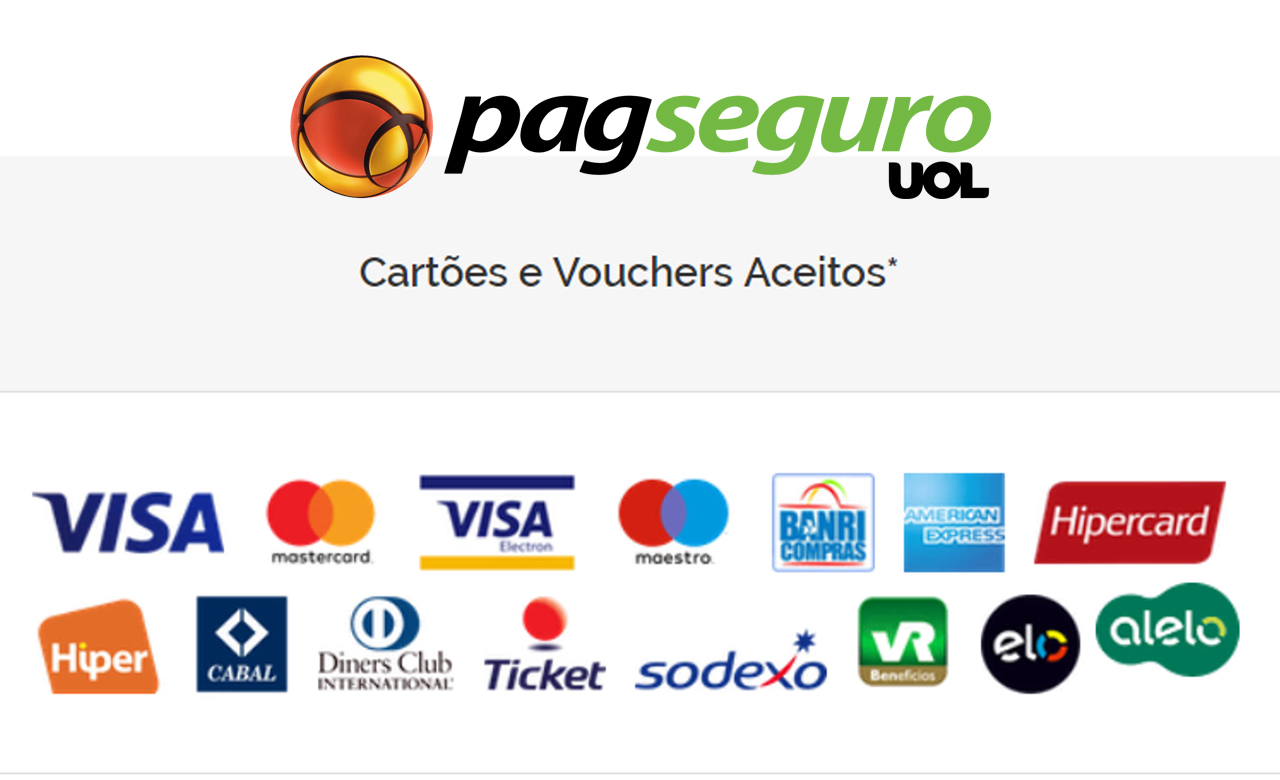 pagseguro
UOL
Cartões e Vouchers Aceitos*
VISA
mastercard.
VISA
Electron
maestro.
BANRI
COMPRAS
AMERICAN
EXPRESS
Hipercard
Hiper
CABAL
Diners Club
INTERNATIONAL
Ticket
sodexo
VR
Benefícios
elo
alelo